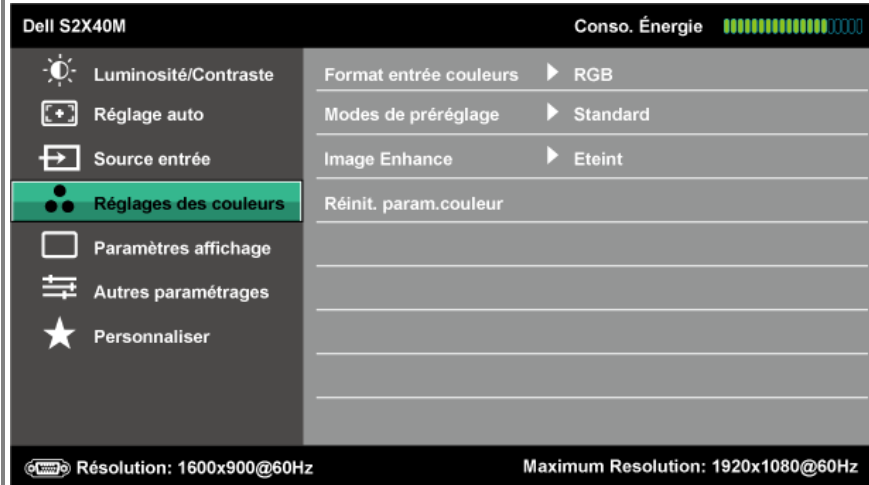 Dell S2X40M Conso. Énergie
Luminosité/Contraste Format entrée couleurs RGB
Réglage auto Modes de préréglage Standard
Source entrée Image Enhance Eteint
Réglages des couleurs Réinit. param.couleur
Paramètres affichage
Autres paramétrages
Personnaliser
Résolution: 1600x900@60Hz Maximum Resolution: 1920x1080@60Hz